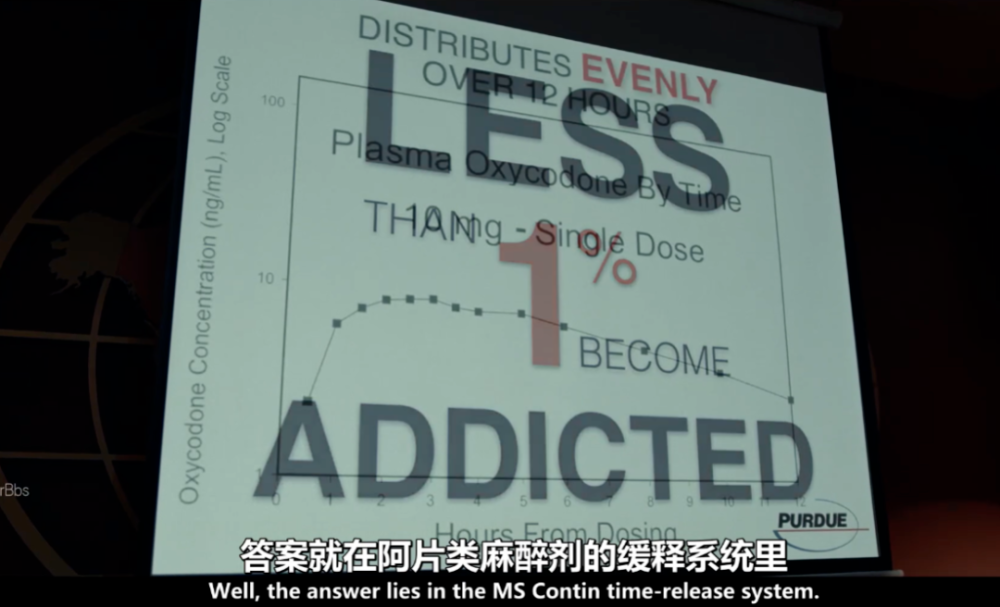 DISTRIBUTES EVENLY
OVER 12 HOURS
LESS
Plasma Oxycodone By Time
THAN
10 mg - Single Dose
1%
BECOME
ADDICTED
Oxycodone Concentration (ng/mL), Log Scale
100
10
1
0 1 2 3 4 5 6 7 8 9 10 11 12
Hours From Dosing
PURDUE
rBbs
答案就在阿片类麻醉剂的缓释系统里
Well, the answer lies in the MS Contin time-release system.